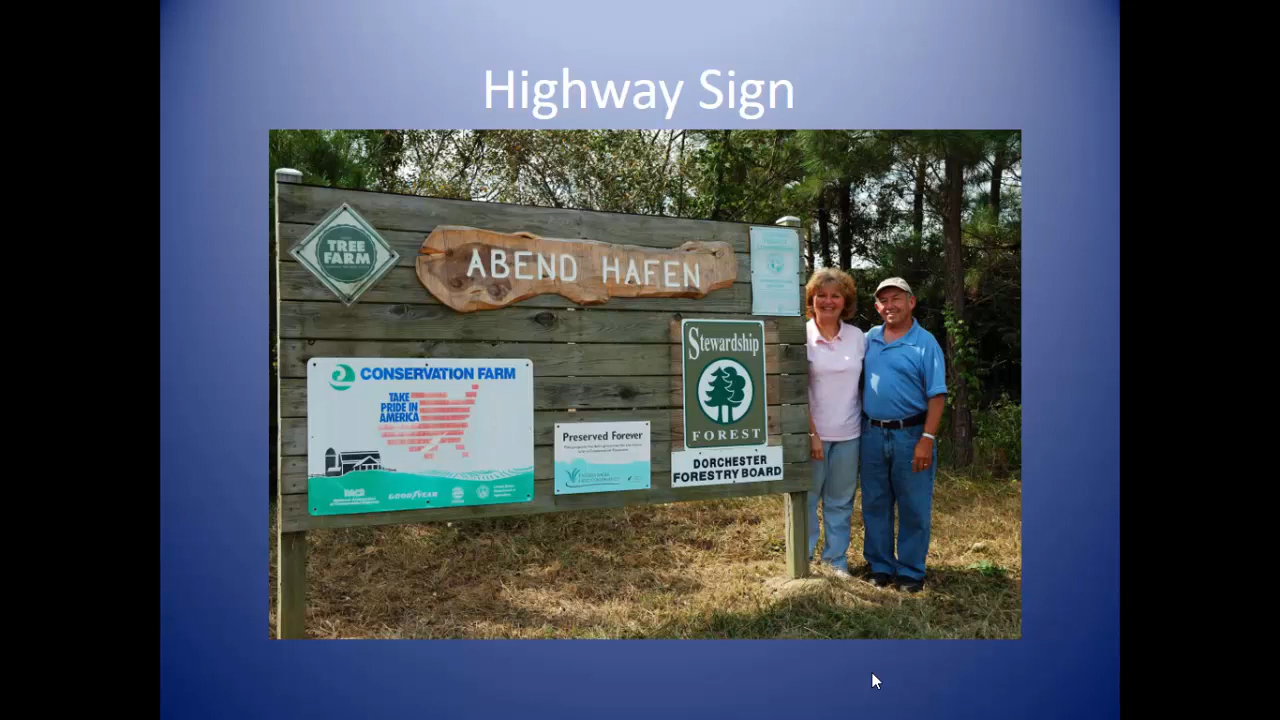 Highway Sign
TREE
FARM
ABEND HAFEN
CONSERVATION FARM
TAKE
PRIDE IN
AMERICA
GOODYEAR
Preserved Forever
Stewardship
FOREST
DORCHESTER
FORESTRY BOARD